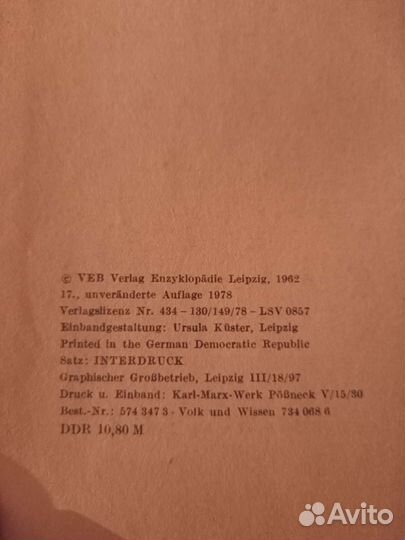 © VEB Verlag Enzyklopädie Leipzig, 1962
17., unveränderte Auflage 1978
Verlagslizenz Nr. 434 – 130/149/78 – LSV 0857
Einbandgestaltung: Ursula Küster, Leipzig
Printed in the German Democratic Republic
Satz: INTERDRUCK
Graphischer Großbetrieb, Leipzig III/18/97
Druck u. Einband: Karl-Marx-Werk Pößneck V/15/30
Best.-Nr.: 574 347 3 · Volk und Wissen 734 068 6
DDR 10,80 M
Avito